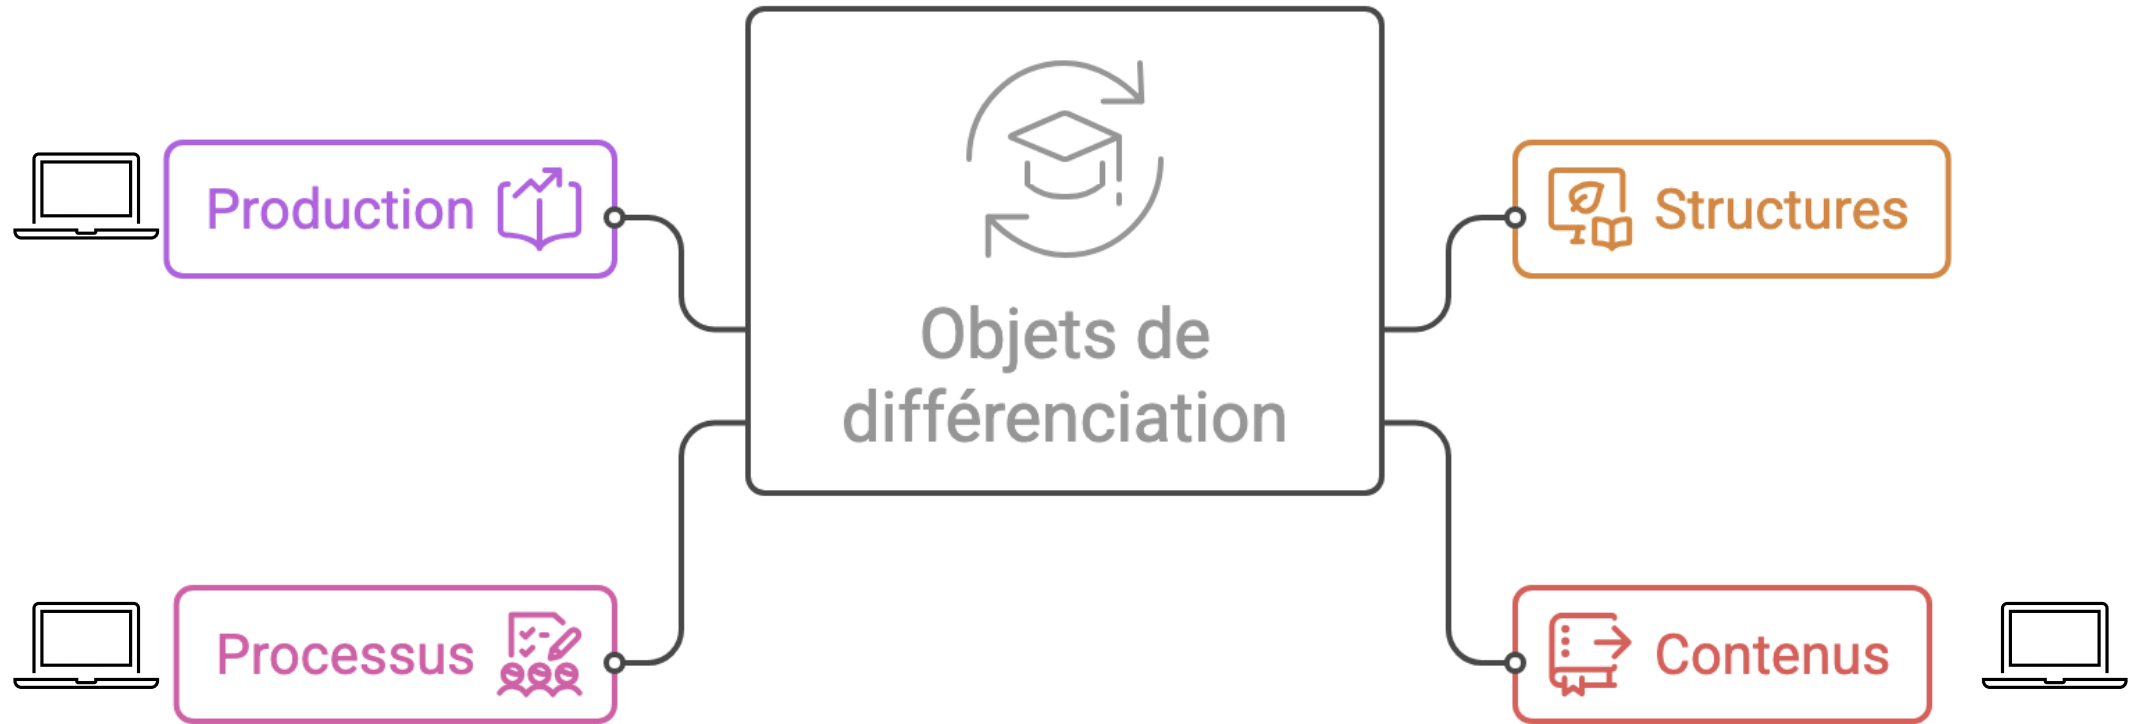 Objets de
différenciation
Production
Structures
Processus
Contenus